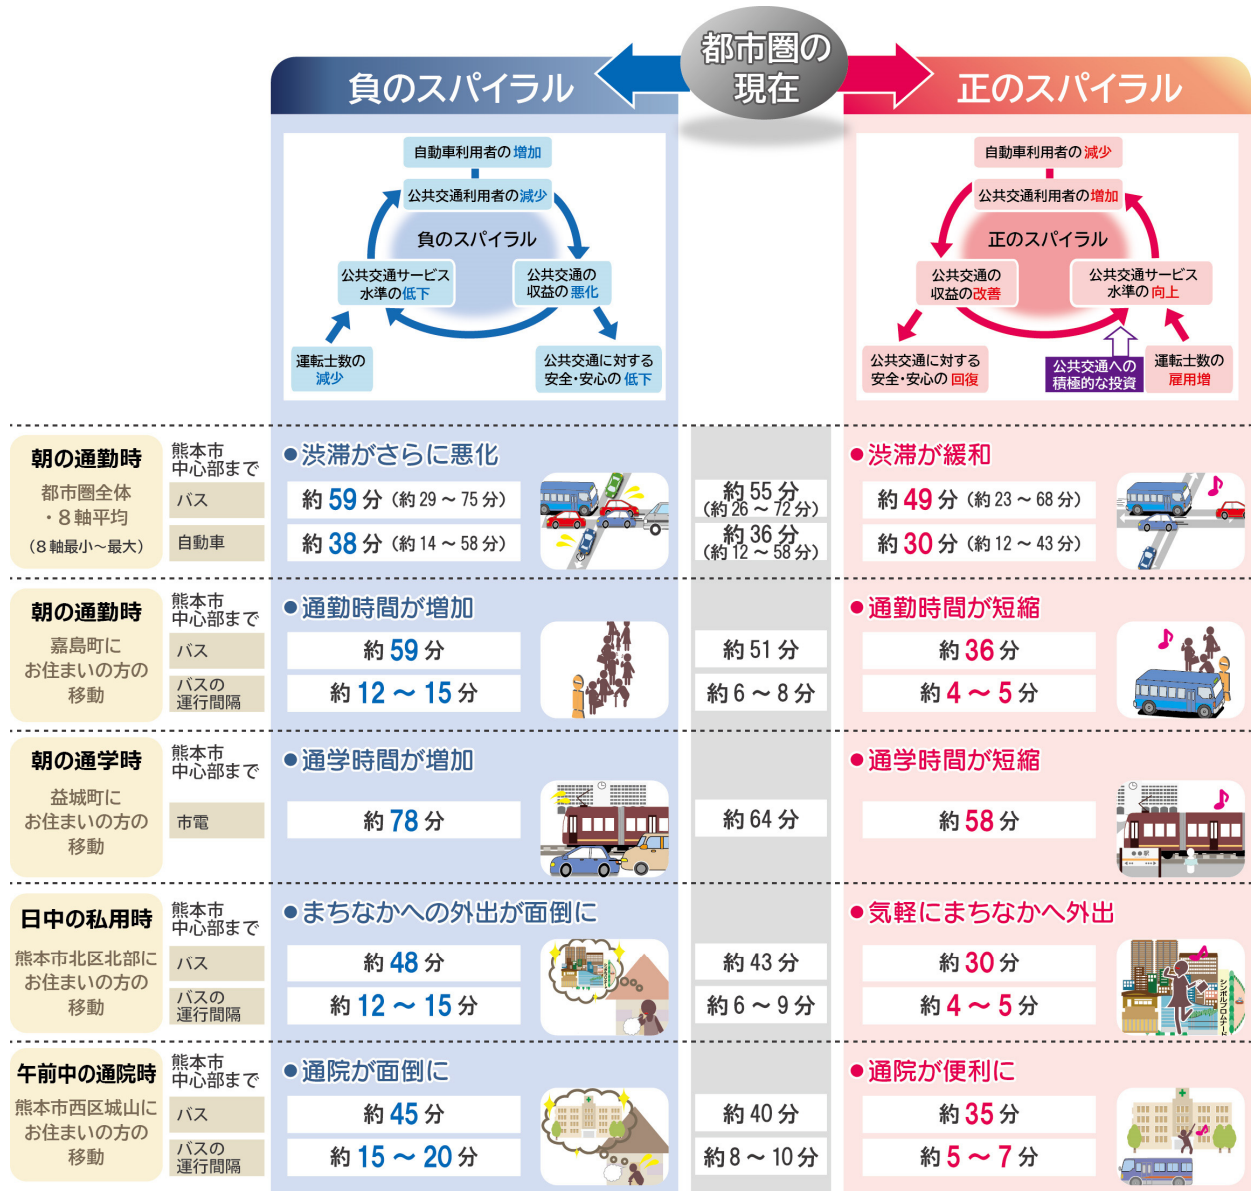 都市圏の
現在
負のスパイラル
正のスパイラル
自動車利用者の増加
公共交通利用者の減少
負のスパイラル
公共交通サービス
水準の低下
公共交通の
収益の悪化
運転士数の
減少
公共交通に対する
安全・安心の低下
自動車利用者の減少
公共交通利用者の増加
正のスパイラル
公共交通の
収益の改善
公共交通サービス
水準の向上
公共交通に対する
安全・安心の回復
公共交通への
積極的な投資
運転士数の
雇用増
朝の通勤時
都市圏全体
・8軸平均
(8軸最小~最大)
熊本市
中心部まで
バス
自動車
●渋滞がさらに悪化
約59分(約29~75分)
約38分(約14~58分)
約55分
(約26~72分)
約36分
(約12~58分)
●渋滞が緩和
約49分(約23~68分)
約30分(約12~43分)
朝の通勤時
嘉島町に
お住まいの方の
移動
熊本市
中心部まで
バス
バスの
運行間隔
●通勤時間が増加
約59分
約12~15分
約51分
約6~8分
●通勤時間が短縮
約36分
約4~5分
朝の通学時
益城町に
お住まいの方の
移動
熊本市
中心部まで
市電
●通学時間が増加
約78分
約64分
●通学時間が短縮
約58分
●●駅
日中の私用時
熊本市北区北部に
お住まいの方の
移動
熊本市
中心部まで
バス
バスの
運行間隔
●まちなかへの外出が面倒に
約48分
約12~15分
約43分
約6~9分
●気軽にまちなかへ外出
約30分
約4~5分
シンボルプロムナード
午前中の通院時
熊本市西区城山に
お住まいの方の
移動
熊本市
中心部まで
バス
バスの
運行間隔
●通院が面倒に
約45分
約15~20分
約40分
約8~10分
●通院が便利に
約35分
約5~7分